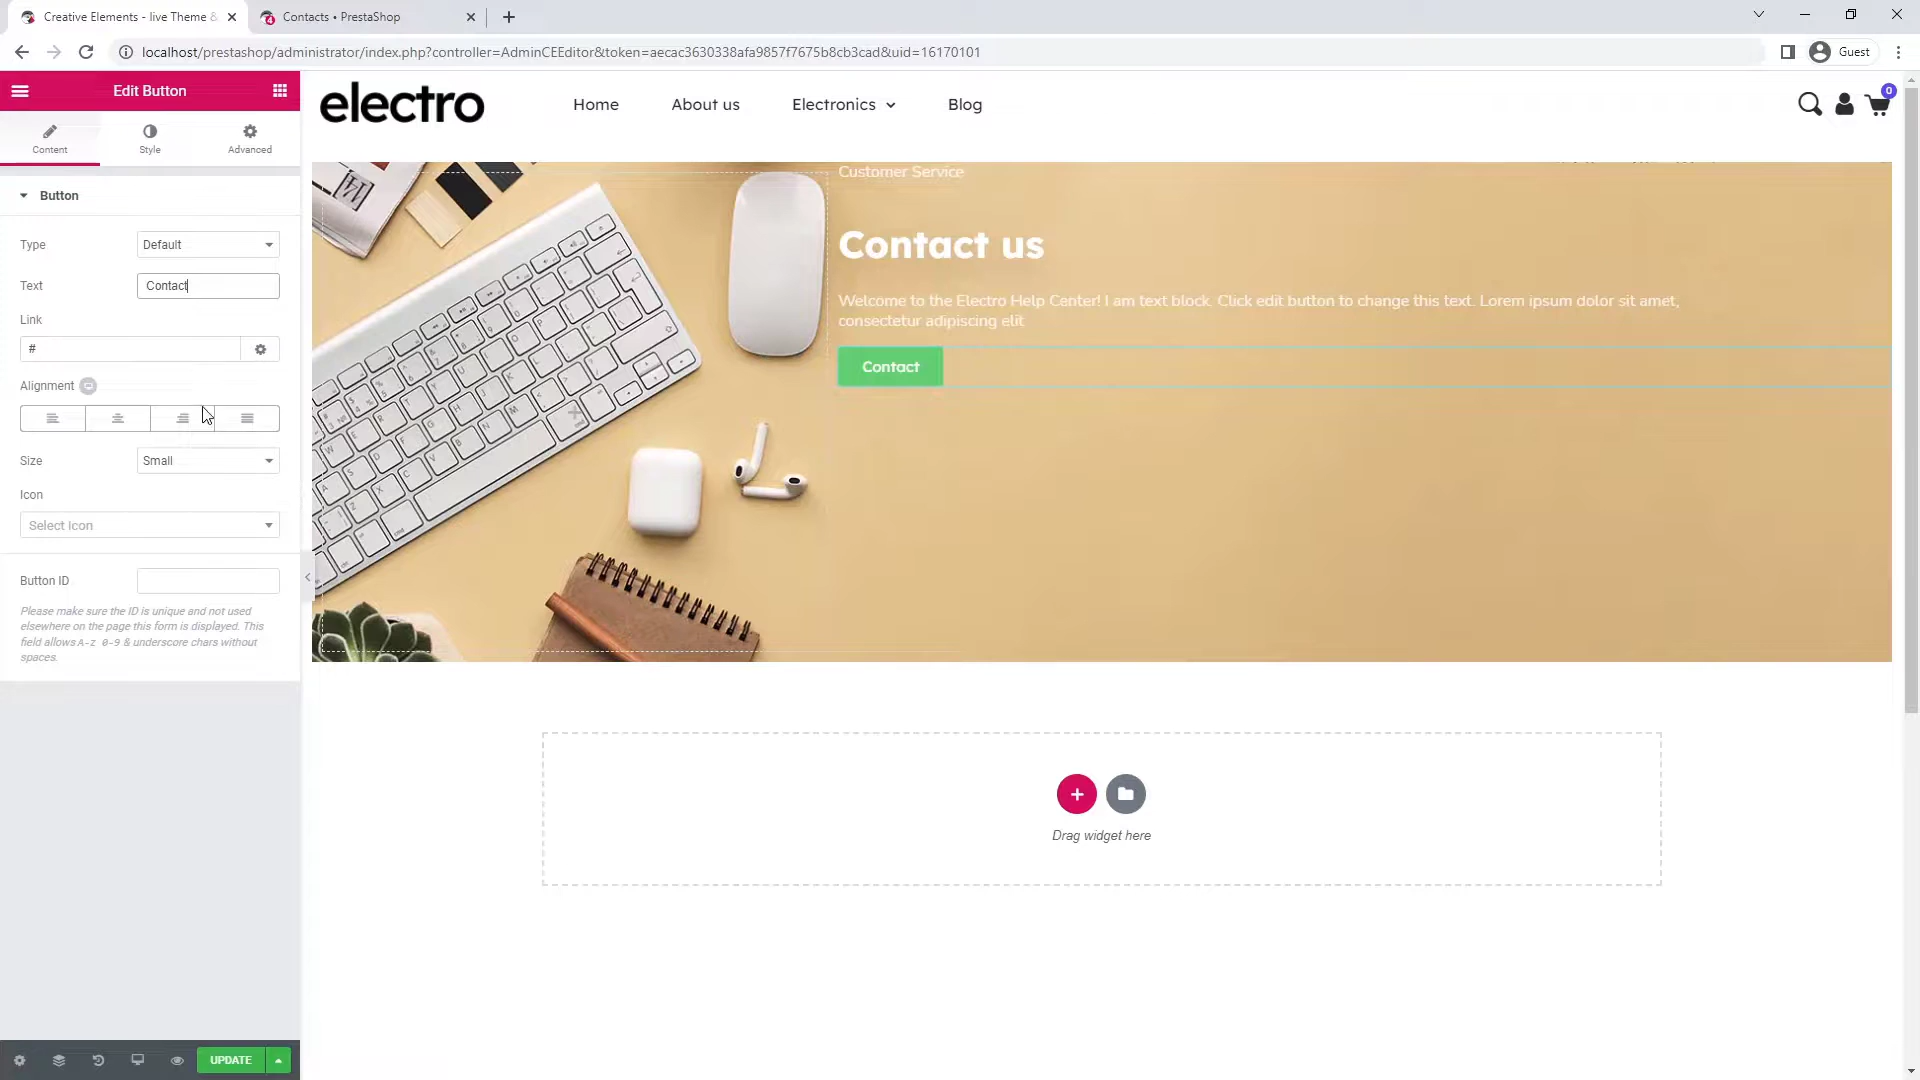 Creative Elements - live Theme &
Contacts • PrestaShop
localhost/prestashop/administrator/index.php?controller=AdminCEEditor&token=aecac3630338afa9857f7675b8cb3cad&uid=16170101
Guest
Edit Button
Content
Style
Advanced
Button
Type
Default
Text
Contact
Link
#
Alignment
Size
Small
Icon
Select Icon
Button ID
Please make sure the ID is unique and not used
elsewhere on the page this form is displayed. This
field allows A-z 0-9 & underscore chars without
spaces.
UPDATE
electro
Home
About us
Electronics
Blog
0
Customer Service
Contact us
Welcome to the Electro Help Center! I am text block. Click edit button to change this text. Lorem ipsum dolor sit amet,
consectetur adipiscing elit
Contact
Drag widget here